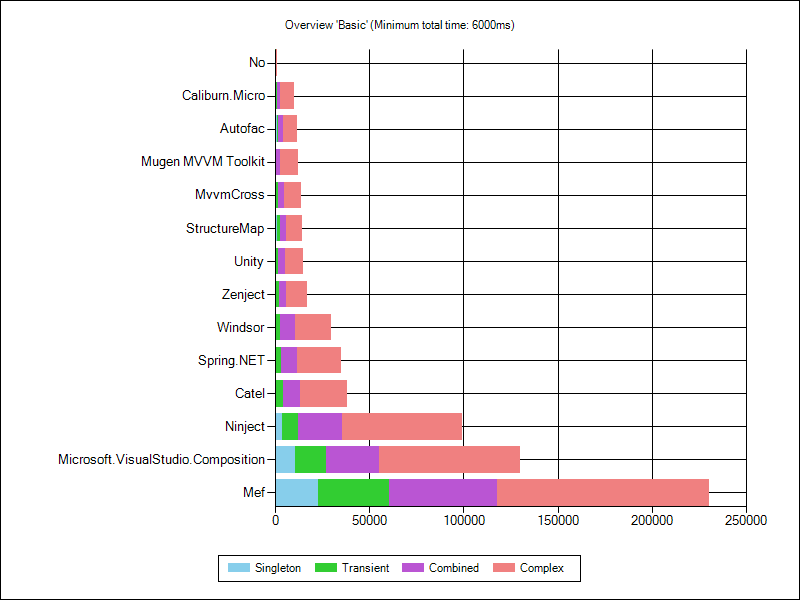 Overview 'Basic' (Minimum total time: 6000ms)
No
Caliburn.Micro
Autofac
Mugen MVVM Toolkit
MvvmCross
StructureMap
Unity
Zenject
Windsor
Spring.NET
Catel
Ninject
Microsoft.VisualStudio.Composition
Mef
0 50000 100000 150000 200000 250000
Singleton Transient Combined Complex